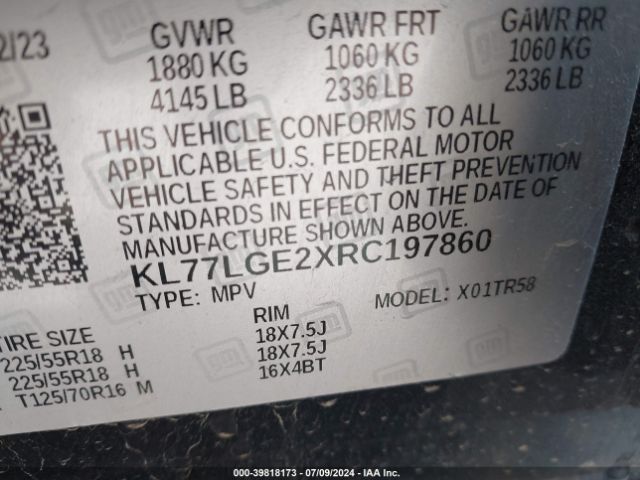 2/23 GVWR GAWR FRT GAWR RR
1880 KG 1060 KG 1060 KG
4145 LB 2336 LB 2336 LB
THIS VEHICLE CONFORMS TO ALL
APPLICABLE U.S. FEDERAL MOTOR
VEHICLE SAFETY AND THEFT PREVENTION
STANDARDS IN EFFECT ON THE DATE OF
MANUFACTURE SHOWN ABOVE.
KL77LGE2XRC197860
TYPE: MPV MODEL: X01TR58
TIRE SIZE RIM
225/55R18 H 18X7.5J
225/55R18 H 18X7.5J
T125/70R16 M 16X4BT
000-39818173 | 07/09/2024 - IAA Inc.